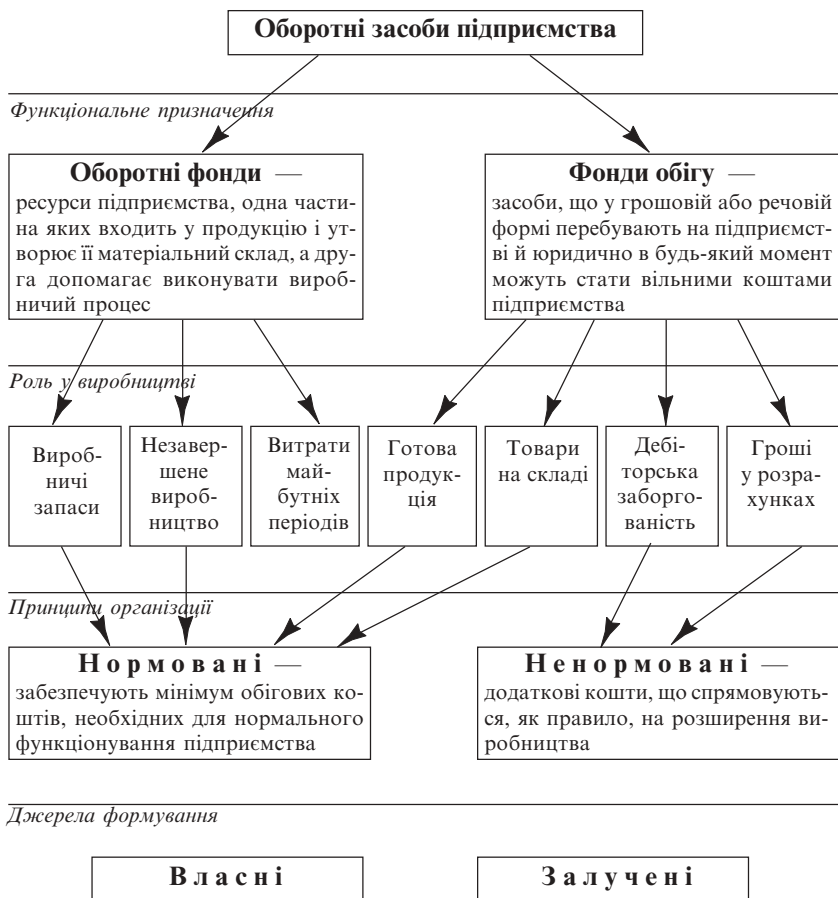 Оборотні засоби підприємства
Функціональне призначення
Оборотні фонди —
ресурси підприємства, одна части-
на яких входить у продукцію і ут-
ворює її матеріальний склад, а дру-
га допомагає виконувати вироб-
ничий процес
Фонди обігу —
засоби, що у грошовій або речовій
формі перебувають на підприємст-
ві й юридично в будь-який момент
можуть стати вільними коштами
підприємства
Роль у виробництві
Вироб-
ничі
запаси
Незавер-
шене
вироб-
ництво
Витрати
май-
бутніх
періодів
Готова
продук-
ція
Товари
на складі
Дебі-
торська
заборго-
ваність
Гроші
у розра-
хунках
Принципи організації
Нормовані —
забезпечують мінімум обігових ко-
штів, необхідних для нормального
функціонування підприємства
Ненормовані —
додаткові кошти, що спрямовують-
ся, як правило, на розширення ви-
робництва
Джерела формування
Власні
Залучені